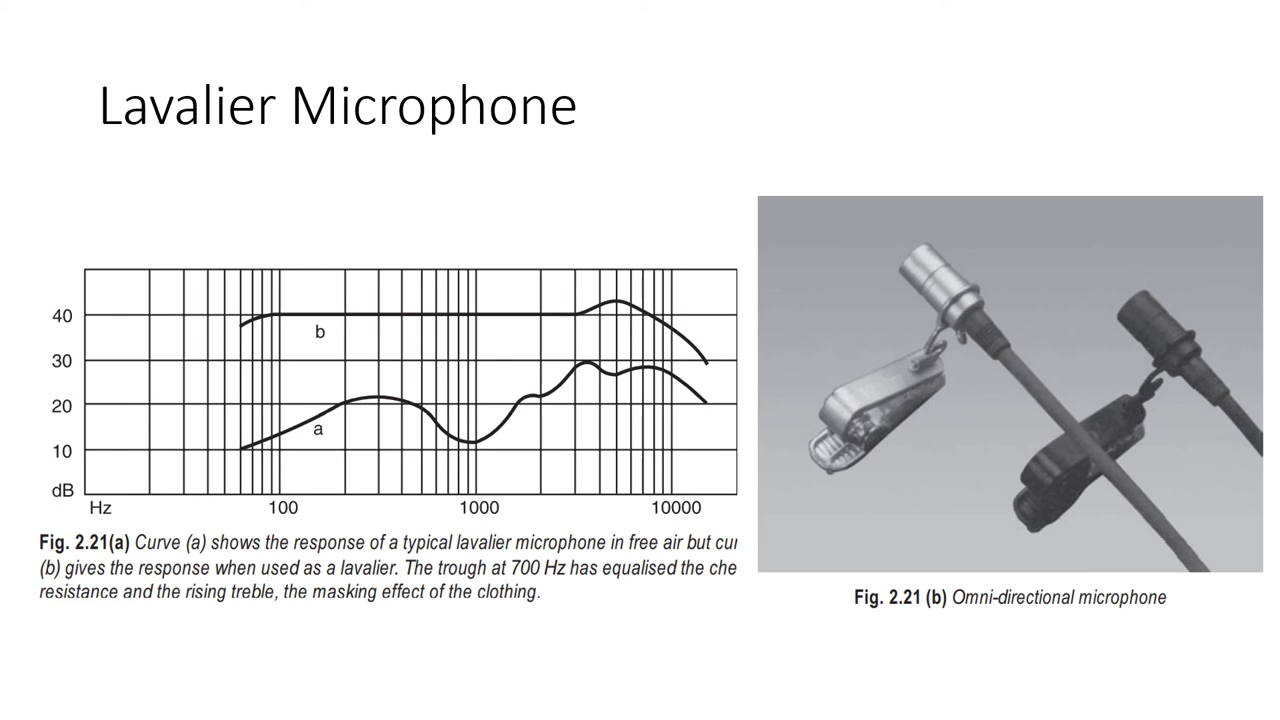 Lavalier Microphone
40
b
30
20
a
10
dB
Hz 100 1000 10000
Fig. 2.21(a) Curve (a) shows the response of a typical lavalier microphone in free air but
(b) gives the response when used as a lavalier. The trough at 700 Hz has equalised the
resistance and the rising treble, the masking effect of the clothing.
Fig. 2.21 (b) Omni-directional microphone